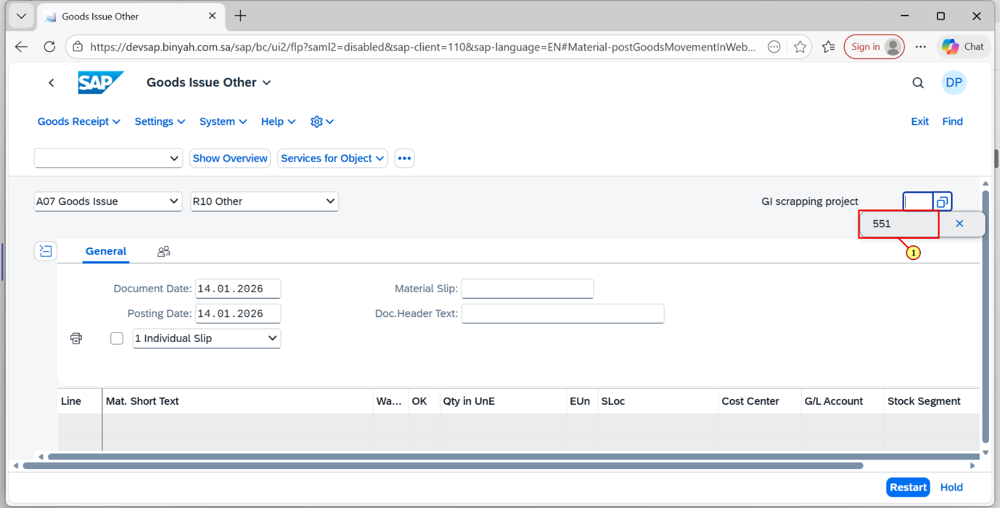 Goods Issue Other
https://devsap.binyah.com.sa/sap/bc/ui2/flp?saml2=disabled&sap-client=110&sap-language=EN#Material-postGoodsMovementInWeb...
Sign in
Chat
SAP
Goods Issue Other
DP
Goods Receipt
Settings
System
Help
Exit
Find
Show Overview
Services for Object
A07 Goods Issue
R10 Other
GI scrapping project
551
1
General
Document Date: 14.01.2026
Material Slip:
Posting Date: 14.01.2026
Doc.Header Text:
1 Individual Slip
Line
Mat. Short Text
Wa...
OK
Qty in UnE
EUn
SLoc
Cost Center
G/L Account
Stock Segment
Restart
Hold